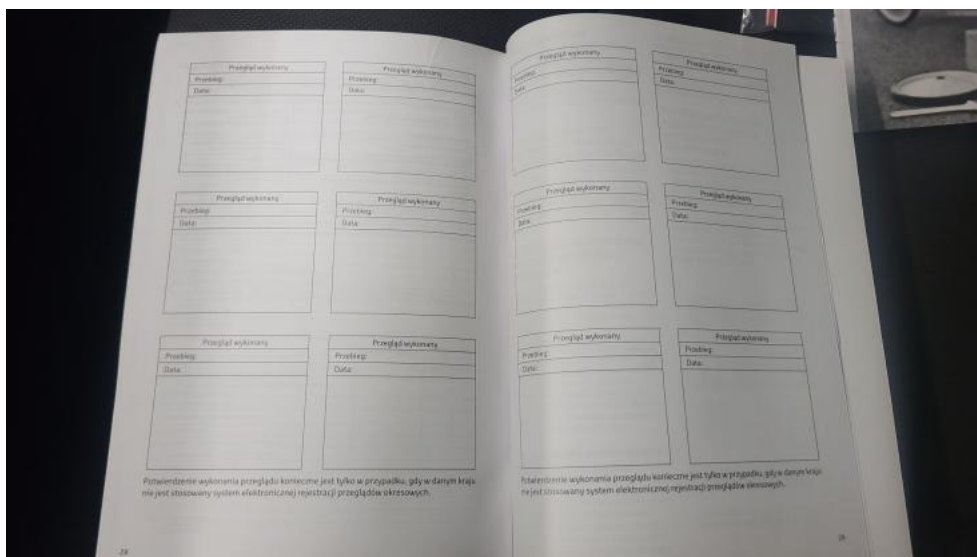 Przegląd wykonany
Przebieg:
Data:
Przegląd wykonany
Przebieg:
Data:
Przegląd wykonany
Przebieg:
Data:
Przegląd wykonany
Przebieg:
Data:
Przegląd wykonany
Przebieg:
Data:
Przegląd wykonany
Przebieg:
Data:
Potwierdzenie wykonania przeglądu konieczne jest tylko w przypadku, gdy w danym kraju
nie jest stosowany system elektronicznej rejestracji przeglądów okresowych.
28
Przegląd wykonany
Przebieg:
Data:
Przegląd wykonany
Przebieg:
Data:
Przegląd wykonany
Przebieg:
Data:
Przegląd wykonany
Przebieg:
Data:
Przegląd wykonany
Przebieg:
Data:
Przegląd wykonany
Przebieg:
Data:
Potwierdzenie wykonania przeglądu konieczne jest tylko w przypadku, gdy w danym kraju
nie jest stosowany system elektronicznej rejestracji przeglądów okresowych.
29